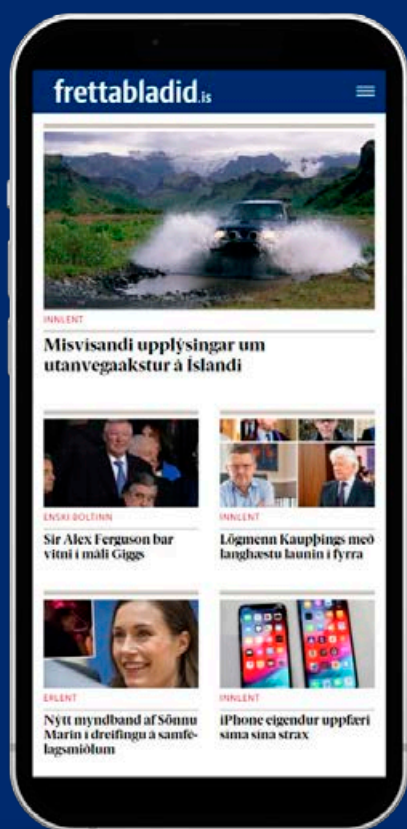 frettabladid.is
INNLENT
Misvísandi upplýsingar um
utanvegaakstur á Íslandi
ENSKI BOLTINN
Sir Alex Ferguson bar
vitni í máli Giggs
INNLENT
Lögmenn Kaupþings með
langhæstu launin í fyrra
ERLENT
Nýtt myndband af Sönnu
Marin í dreifingu á samfé-
lagsmiðlum
INNLENT
iPhone eigendur uppfæri
síma sína strax